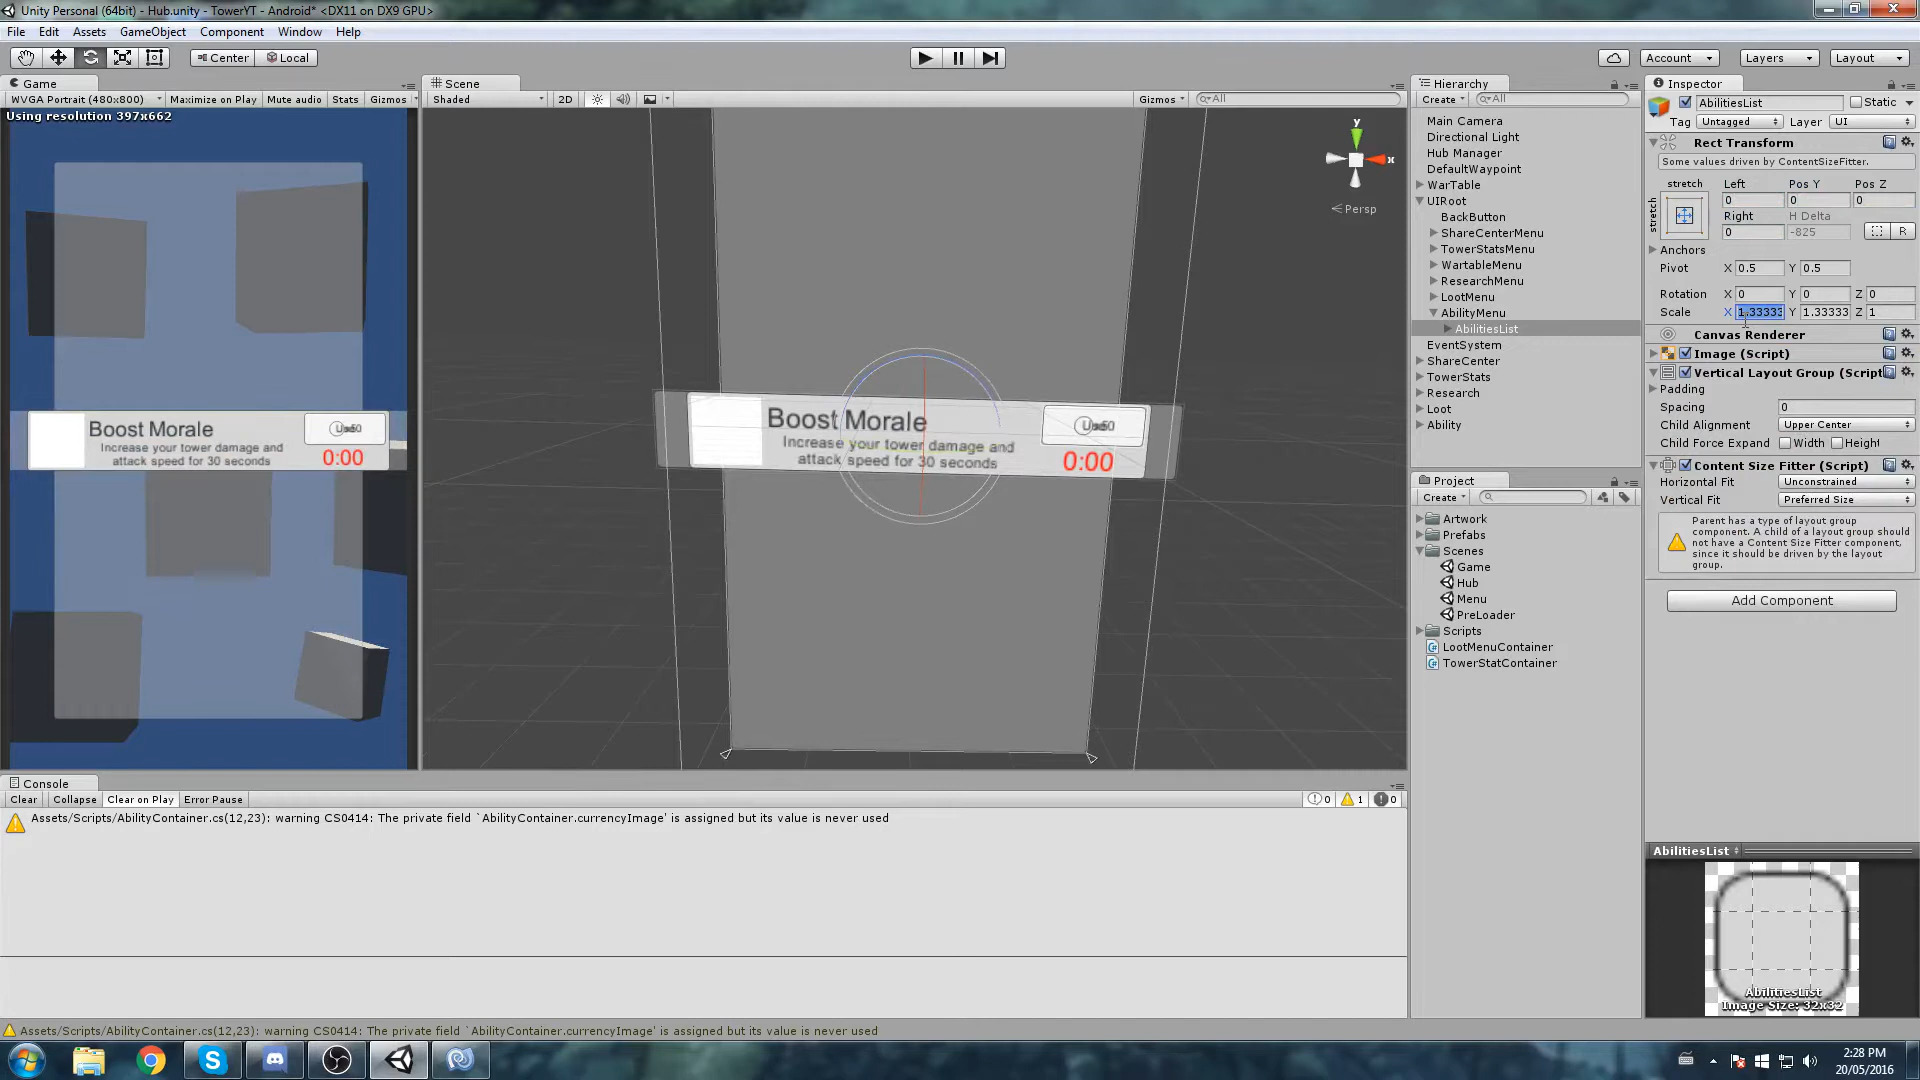 Unity Personal (64bit) - Hub.unity - TowerYT - Android* <DX11 on DX9 GPU>
File Edit Assets GameObject Component Window Help
Center Local Account Layers Layout
Game
WVGA Portrait (480x800) Maximize on Play Mute audio Stats Gizmos
Using resolution 397x662
Boost Morale
Increase your tower damage and
attack speed for 30 seconds
0:00
Scene
Shaded 2D Gizmos All
y
x
Persp
Boost Morale
Increase your tower damage and
attack speed for 30 seconds
0:00
Hierarchy
Create All
Main Camera
Directional Light
Hub Manager
DefaultWaypoint
WarTable
UIRoot
BackButton
ShareCenterMenu
TowerStatsMenu
WartableMenu
ResearchMenu
LootMenu
AbilityMenu
AbilitiesList
EventSystem
ShareCenter
TowerStats
Research
Loot
Ability
Project
Create
Artwork
Prefabs
Scenes
Game
Hub
Menu
PreLoader
Scripts
LootMenuContainer
TowerStatContainer
Inspector
AbilitiesList Static
Tag Untagged Layer UI
Rect Transform
Some values driven by ContentSizeFitter.
stretch Left Pos Y Pos Z
stretch 0 0 0
Right H Delta
0 -825 R
Anchors
Pivot X 0.5 Y 0.5
Rotation X 0 Y 0 Z 0
Scale X 1.33333 Y 1.33333 Z 1
Canvas Renderer
Image (Script)
Vertical Layout Group (Script
Padding
Spacing 0
Child Alignment Upper Center
Child Force Expand Width Height
Content Size Fitter (Script)
Horizontal Fit Unconstrained
Vertical Fit Preferred Size
Parent has a type of layout group
component. A child of a layout group should
not have a Content Size Fitter component,
since it should be driven by the layout
group.
Add Component
AbilitiesList
AbilitiesList
Image Size: 32x32
Console
Clear Collapse Clear on Play Error Pause 0 1 0
Assets/Scripts/AbilityContainer.cs(12,23): warning CS0414: The private field `AbilityContainer.currencyImage' is assigned but its value is never used
Assets/Scripts/AbilityContainer.cs(12,23): warning CS0414: The private field `AbilityContainer.currencyImage' is assigned but its value is never used
2:28 PM
20/05/2016